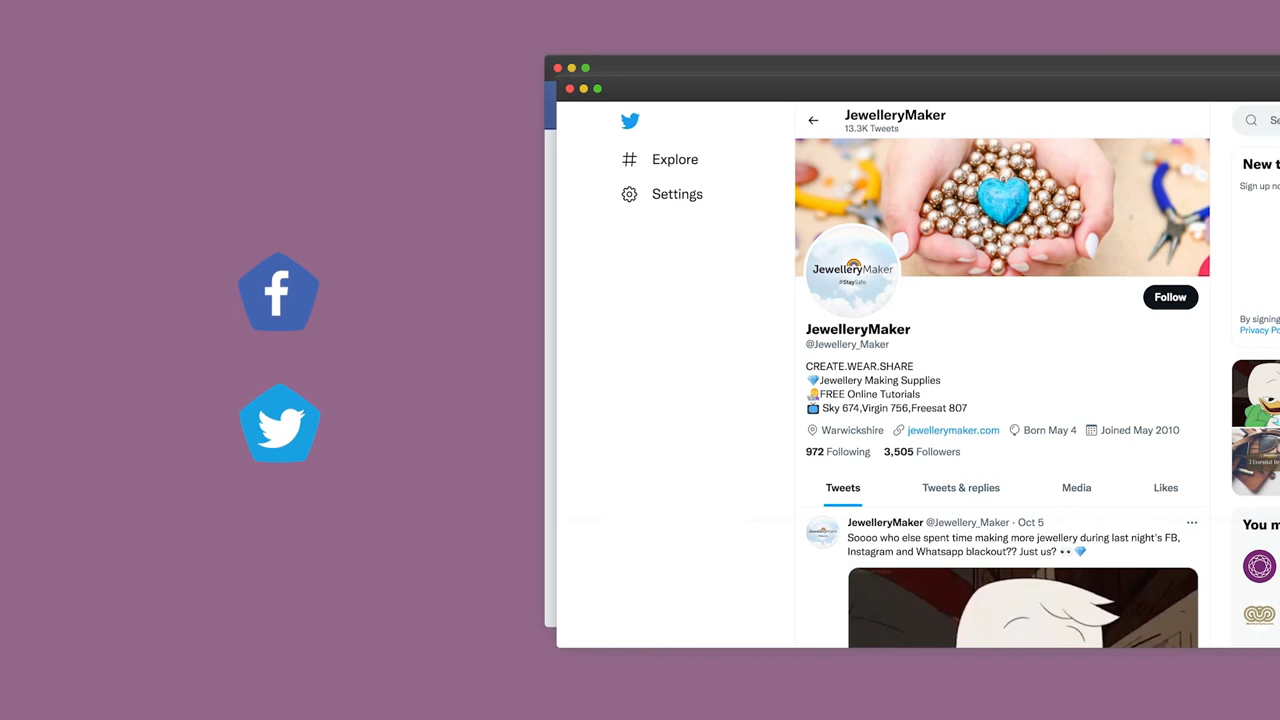 JewelleryMaker
13.3K Tweets
Explore
Settings
JewelleryMaker
#StaySafe
Follow
JewelleryMaker
@Jewellery_Maker
CREATE.WEAR.SHARE
💎Jewellery Making Supplies
FREE Online Tutorials
📺 Sky 674,Virgin 756,Freesat 807
Warwickshire jewellerymaker.com Born May 4 Joined May 2010
972 Following 3,505 Followers
Tweets Tweets & replies Media Likes
JewelleryMaker @Jewellery_Maker · Oct 5 ...
Soooo who else spent time making more jewellery during last night's FB,
Instagram and Whatsapp blackout?? Just us? 👀 💎
Se
New t
Sign up no
By signing
Privacy Po
You m